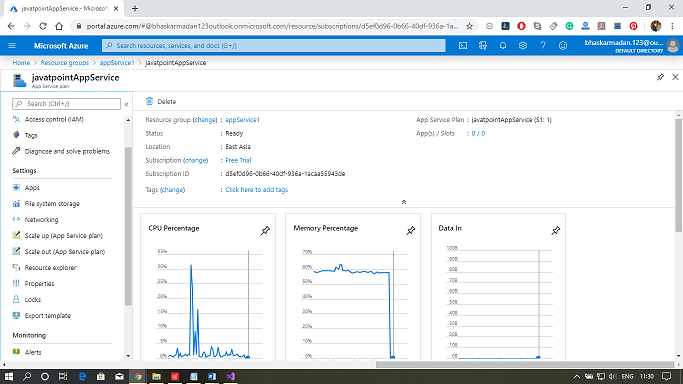 javatpointAppService - Microsof
portal.azure.com/#@bhaskarmadan123outlook.onmicrosoft.com/resource/subscriptions/d5ef0d96-0b66-40df-936a-1a...
Microsoft Azure
Search resources, services, and docs (G+/)
bhaskarmadan.123@ou...
DEFAULT DIRECTORY
Home > Resource groups > appService1 > javatpointAppService
javatpointAppService
App Service plan
Search (Ctrl+/)
Access control (IAM)
Tags
Diagnose and solve problems
Settings
Apps
File system storage
Networking
Scale up (App Service plan)
Scale out (App Service plan)
Resource explorer
Properties
Locks
Export template
Monitoring
Alerts
Delete
Resource group (change) : appService1
Status : Ready
Location : East Asia
Subscription (change) : Free Trial
Subscription ID : d5ef0d96-0b66-40df-936a-1acaa55943de
Tags (change) : Click here to add tags
App Service Plan : javatpointAppService (S1: 1)
App(s) / Slots : 0 / 0
CPU Percentage
35%
30%
25%
20%
15%
10%
5%
0%
Memory Percentage
70%
60%
50%
40%
30%
20%
10%
0%
Data In
100B
90B
80B
70B
60B
50B
40B
30B
20B
10B
0B
ENG
11:30